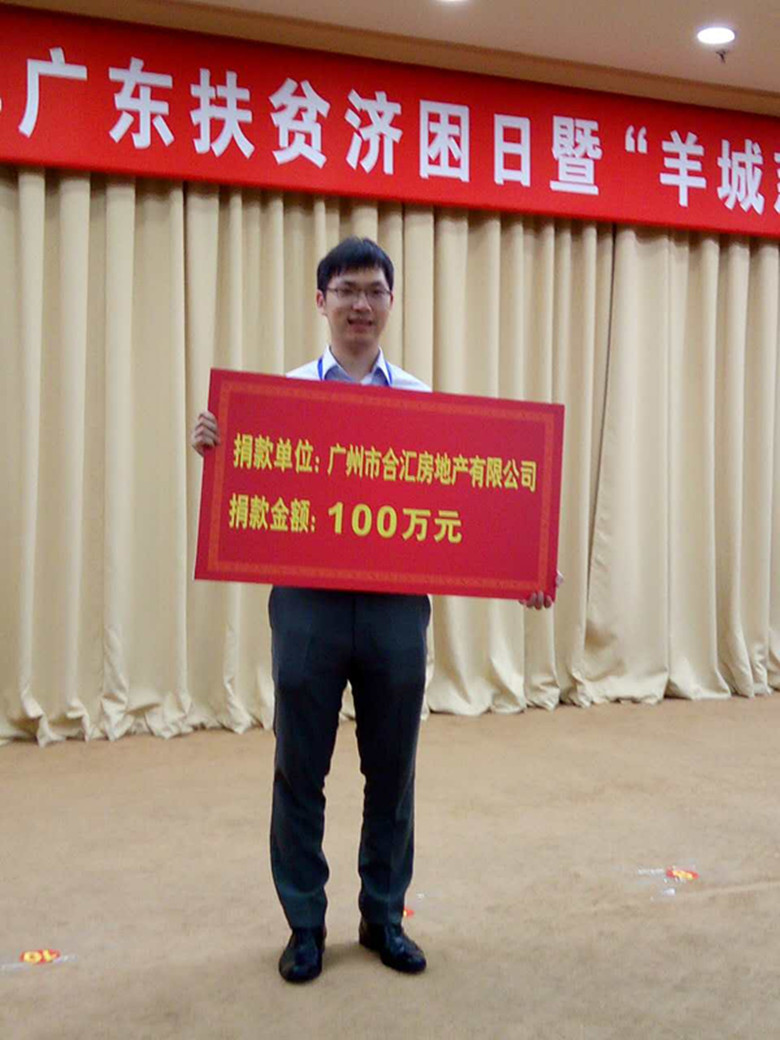 广东扶贫济困日暨“羊城
捐款单位：广州市合汇房地产有限公司
捐款金额：100万元